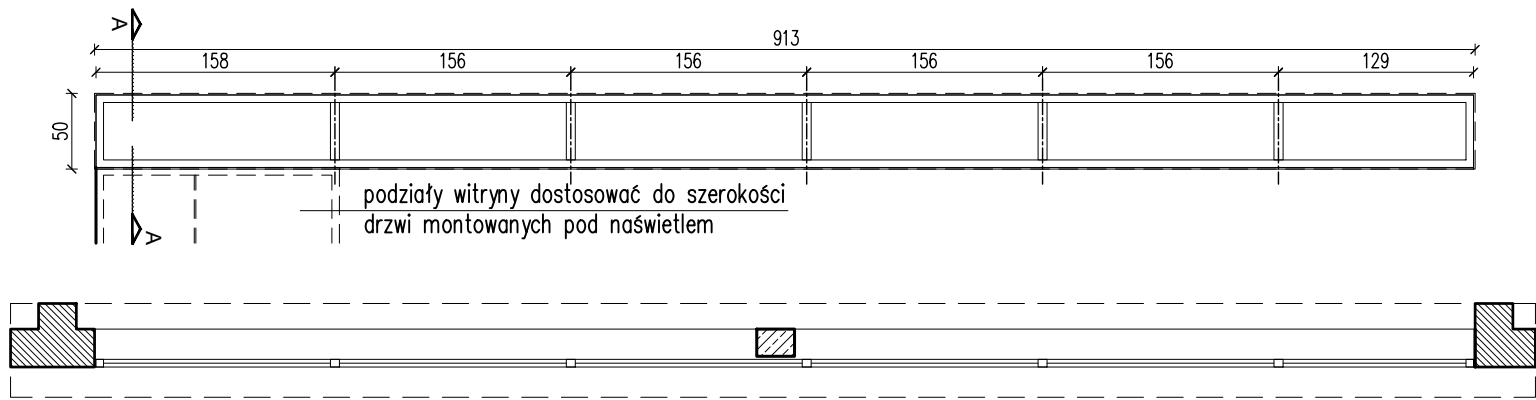 A
913
158 156 156 156 156 129
50
podziały witryny dostosować do szerokości
drzwi montowanych pod naświetlem
A